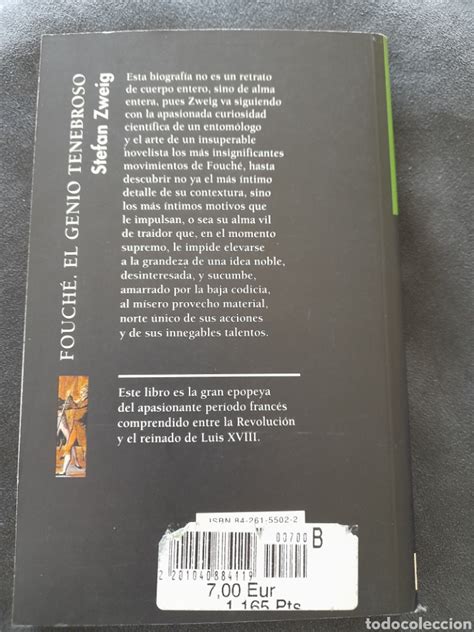 FOUCHÉ. EL GENIO TENEBROSO
Stefan Zweig
Esta biografía no es un retrato
de cuerpo entero, sino de alma
entera, pues Zweig va siguiendo
con la apasionada curiosidad
científica de un entomólogo
y el arte de un insuperable
novelista los más insignificantes
movimientos de Fouché, hasta
descubrir no ya el más íntimo
detalle de su contextura, sino
los más íntimos motivos que
le impulsan, o sea su alma vil
de traidor que, en el momento
supremo, le impide elevarse
a la grandeza de una idea noble,
desinteresada, y sucumbe,
amarrado por la baja codicia,
al mísero provecho material,
norte único de sus acciones
y de sus innegables talentos.
Este libro es la gran epopeya
del apasionante período francés
comprendido entre la Revolución
y el reinado de Luis XVIII.
ISBN 84-261-5502-2
00700 B
2 201040 884119
7,00 Eur
1.165 Pts
todocoleccion